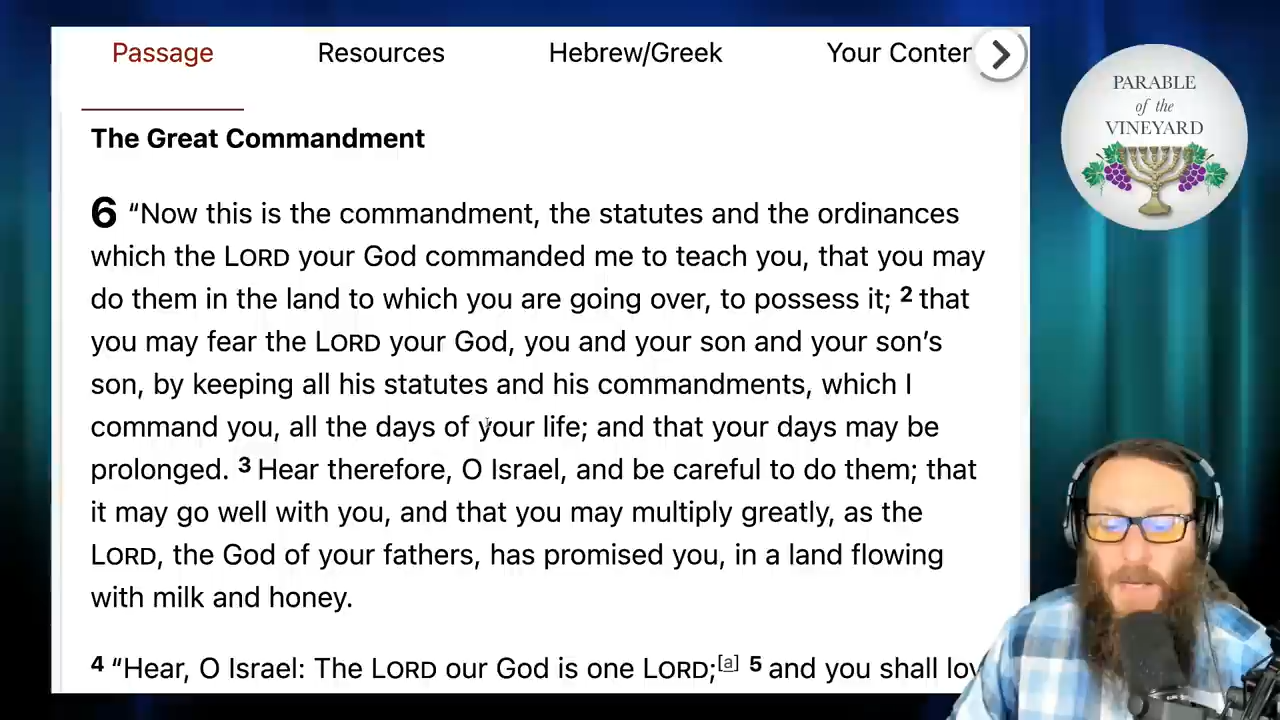 Passage
Resources
Hebrew/Greek
Your Conter
The Great Commandment
6 “Now this is the commandment, the statutes and the ordinances
which the LORD your God commanded me to teach you, that you may
do them in the land to which you are going over, to possess it; 2 that
you may fear the LORD your God, you and your son and your son’s
son, by keeping all his statutes and his commandments, which I
command you, all the days of your life; and that your days may be
prolonged. 3 Hear therefore, O Israel, and be careful to do them; that
it may go well with you, and that you may multiply greatly, as the
LORD, the God of your fathers, has promised you, in a land flowing
with milk and honey.
4 “Hear, O Israel: The LORD our God is one LORD;[a] 5 and you shall lov
PARABLE
of the
VINEYARD